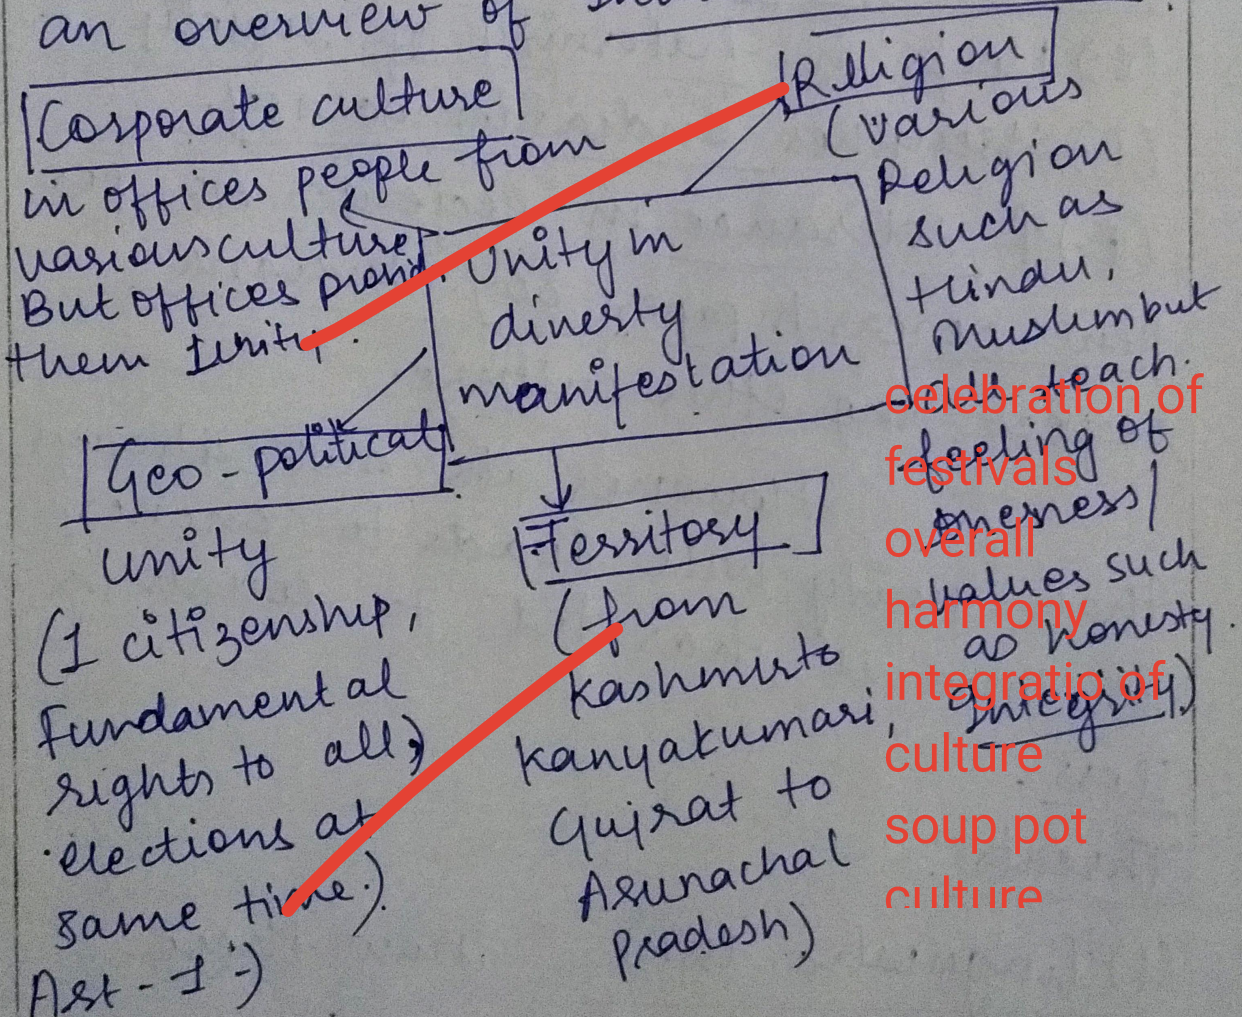 an overview of
Corporate culture
in offices people from
various culture
But offices provid
them Unity.
Religion
(various
Religion
such as
Hindu,
Muslim but
all teach.
feeling of
oneness/
values such
as honesty.
Integrity)
Unity in
diversty
manifestation
Geo-political
unity
(1 citizenship,
Fundamental
rights to all,
elections at
same time.)
Art-1:-)
Territory
(from
Kashmir to
Kanyakumari,
Gujrat to
Arunachal
Pradesh)
celebration of
festivals
overall
harmony
integratio of
culture
soup pot
culture